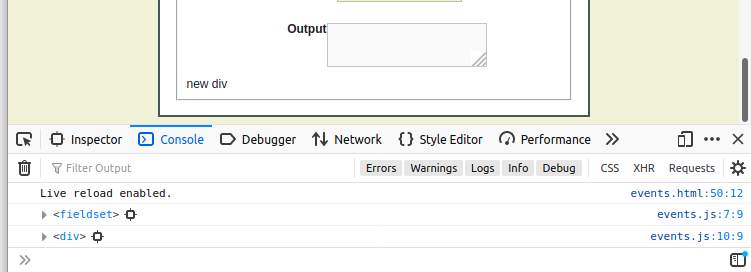 Output
new div
Inspector Console Debugger Network Style Editor Performance
Filter Output Errors Warnings Logs Info Debug CSS XHR Requests
Live reload enabled. events.html:50:12
<fieldset> events.js:7:9
<div> events.js:10:9